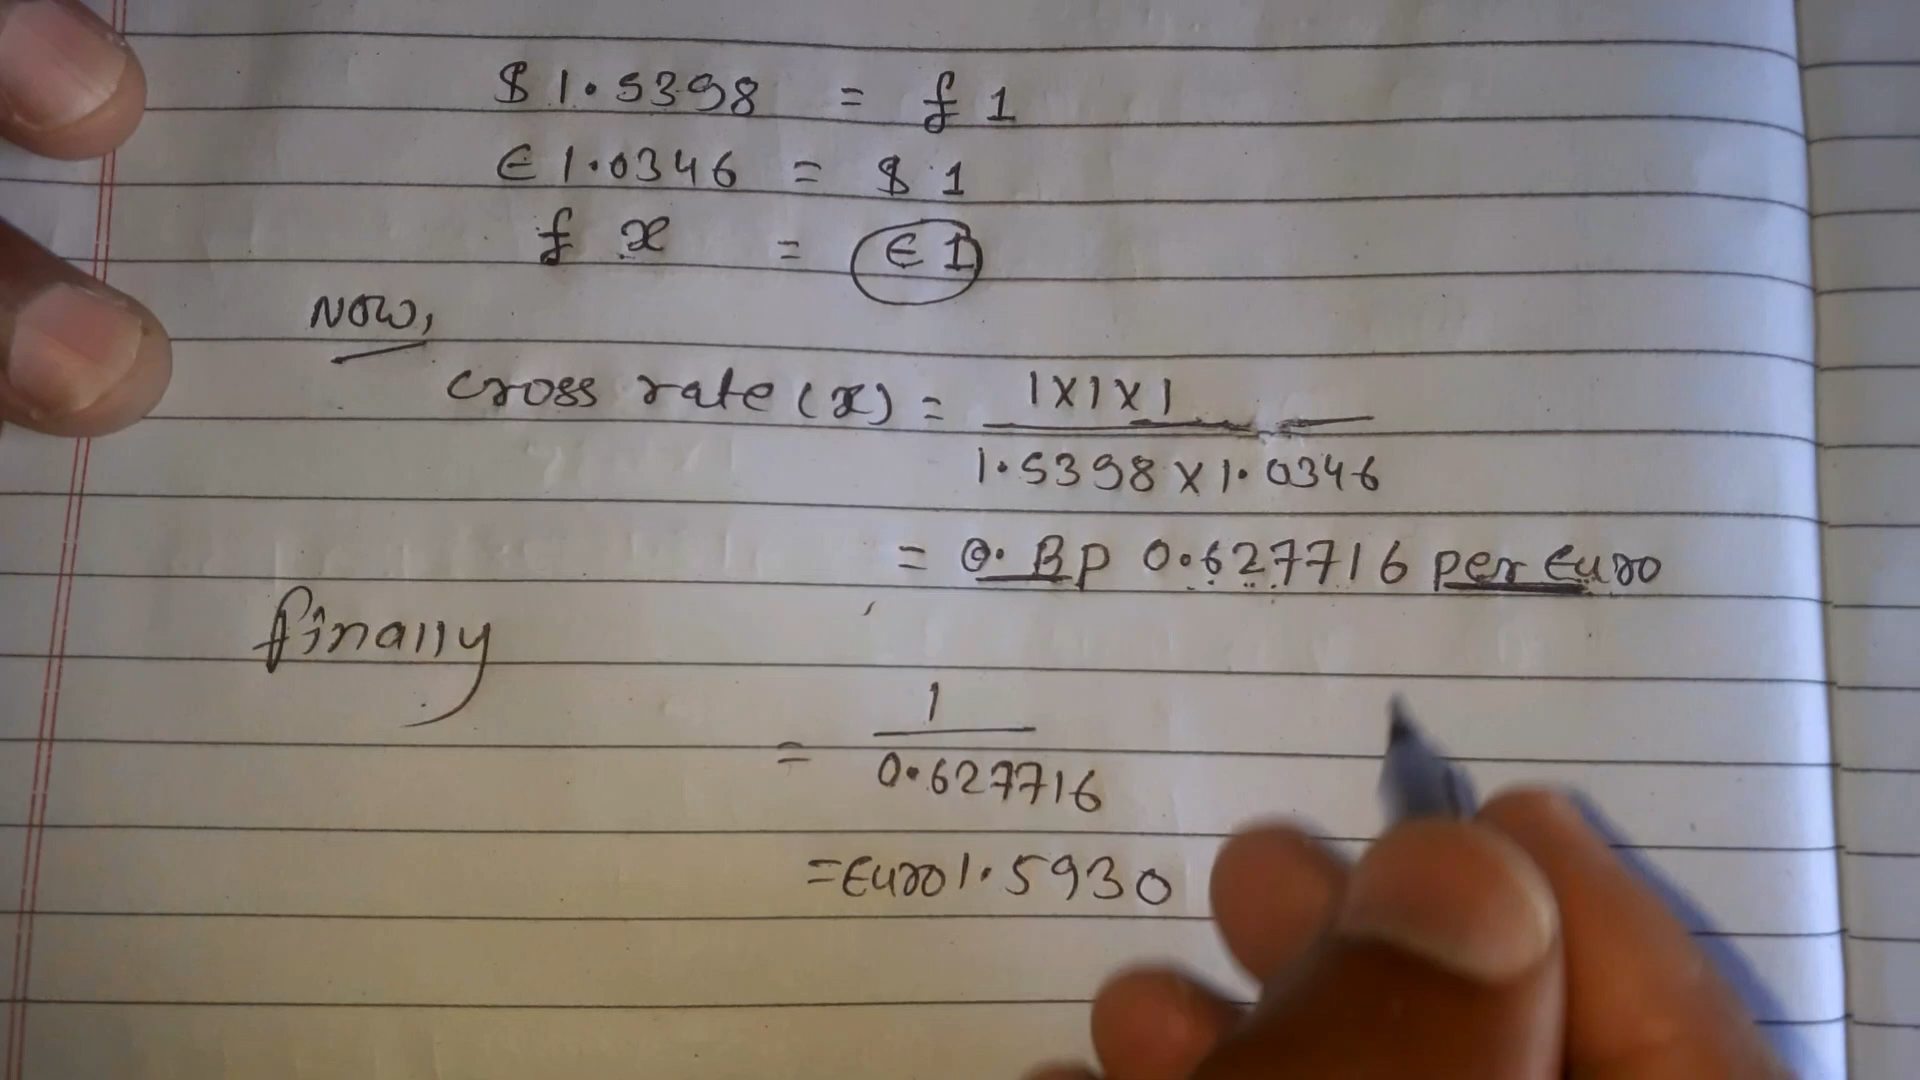 $ 1.5398 = £ 1
€ 1.0346 = $ 1
£ x = € 1
NOW,
Cross rate (x) = 1X1X1
1.5398 X 1.0346
= 0. BP 0.627716 per Euro
finally
1
= 
0.627716
= Euro 1.5930